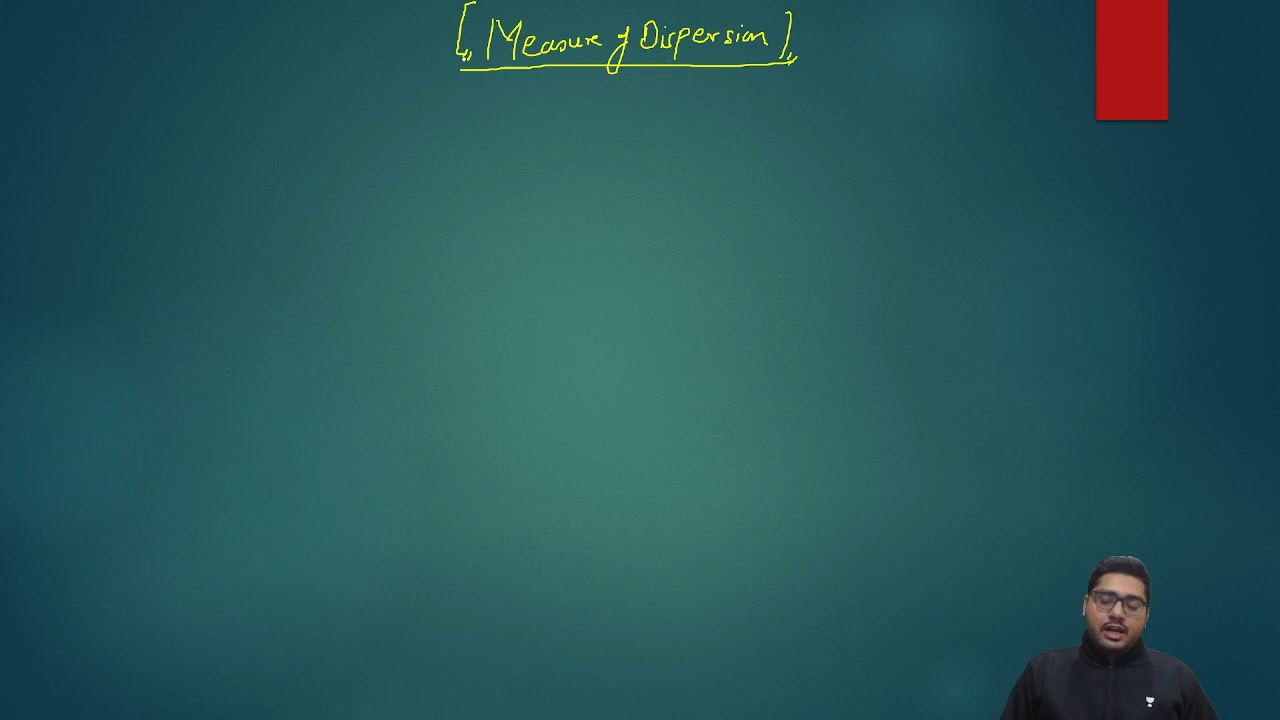 [„ Measure of Dispersion ]„